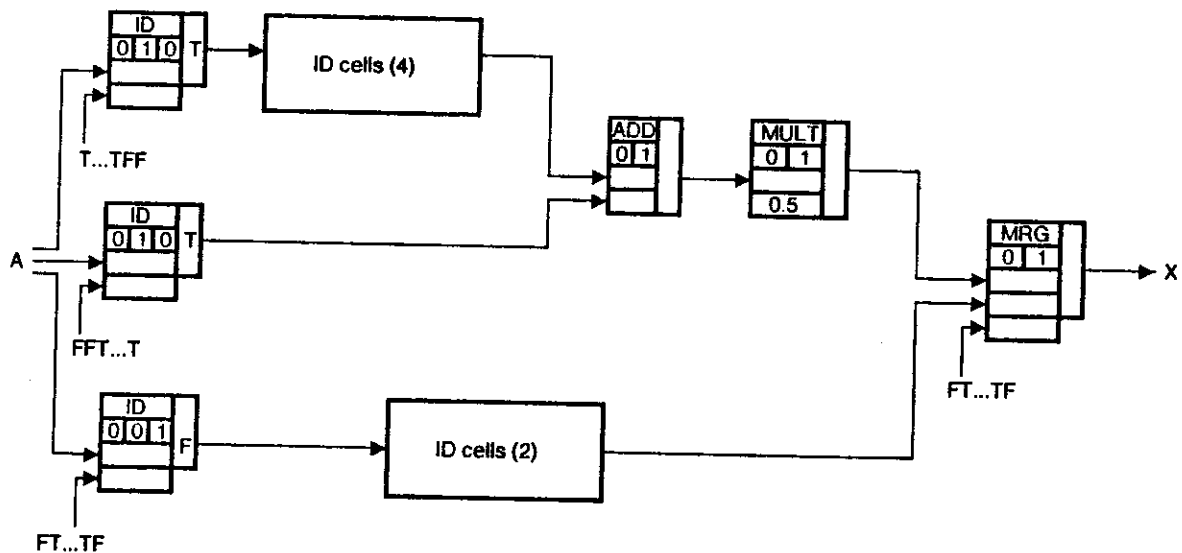 ID
0 1 0 T
ID cells (4)
T...TFF
ADD
0 1
MULT
0 1
0.5
ID
0 1 0 T
A
FFT...T
MRG
0 1
X
FT...TF
ID
0 0 1
F
ID cells (2)
FT...TF